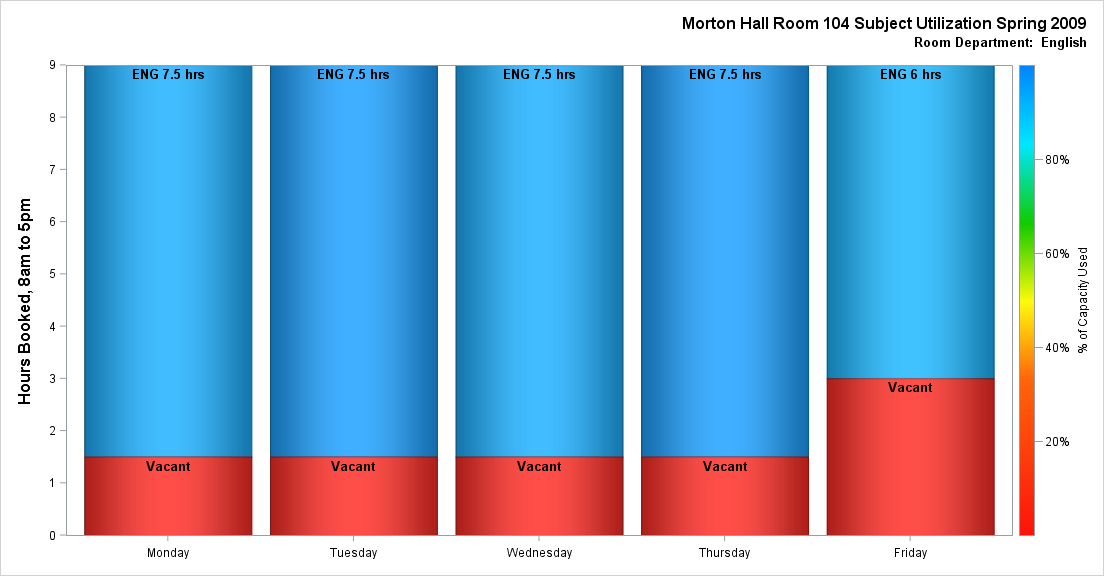 Morton Hall Room 104 Subject Utilization Spring 2009
Room Department:  English
Hours Booked, 8am to 5pm
9
8
7
6
5
4
3
2
1
0
ENG 7.5 hrs
ENG 7.5 hrs
ENG 7.5 hrs
ENG 7.5 hrs
ENG 6 hrs
Vacant
Vacant
Vacant
Vacant
Vacant
Monday
Tuesday
Wednesday
Thursday
Friday
80%
60%
40%
20%
% of Capacity Used